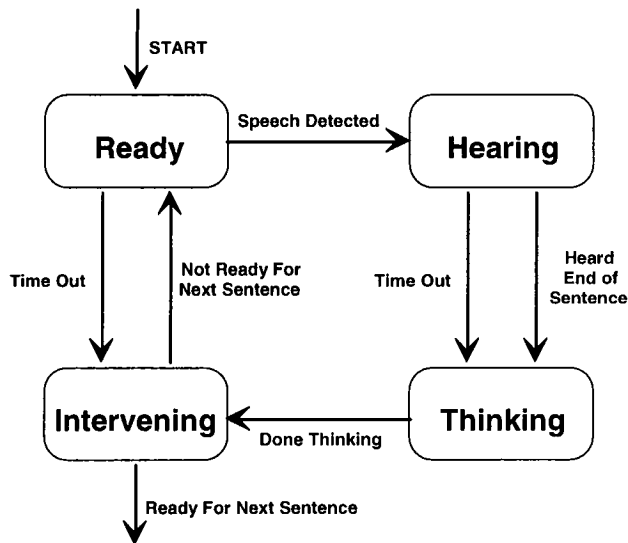 START
Ready
Speech Detected
Hearing
Time Out
Not Ready For
Next Sentence
Time Out
Heard
End of
Sentence
Intervening
Done Thinking
Thinking
Ready For Next Sentence